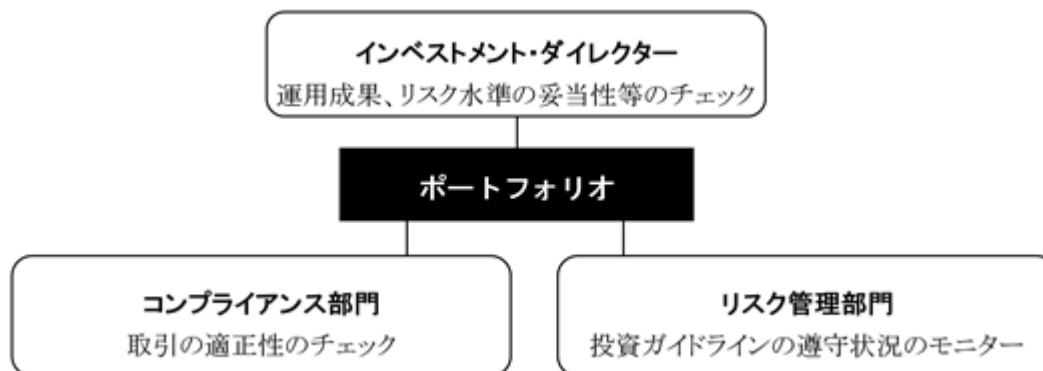 インベストメント・ダイレクター
運用成果、リスク水準の妥当性等のチェック
ポートフォリオ
コンプライアンス部門
取引の適正性のチェック
リスク管理部門
投資ガイドラインの遵守状況のモニター